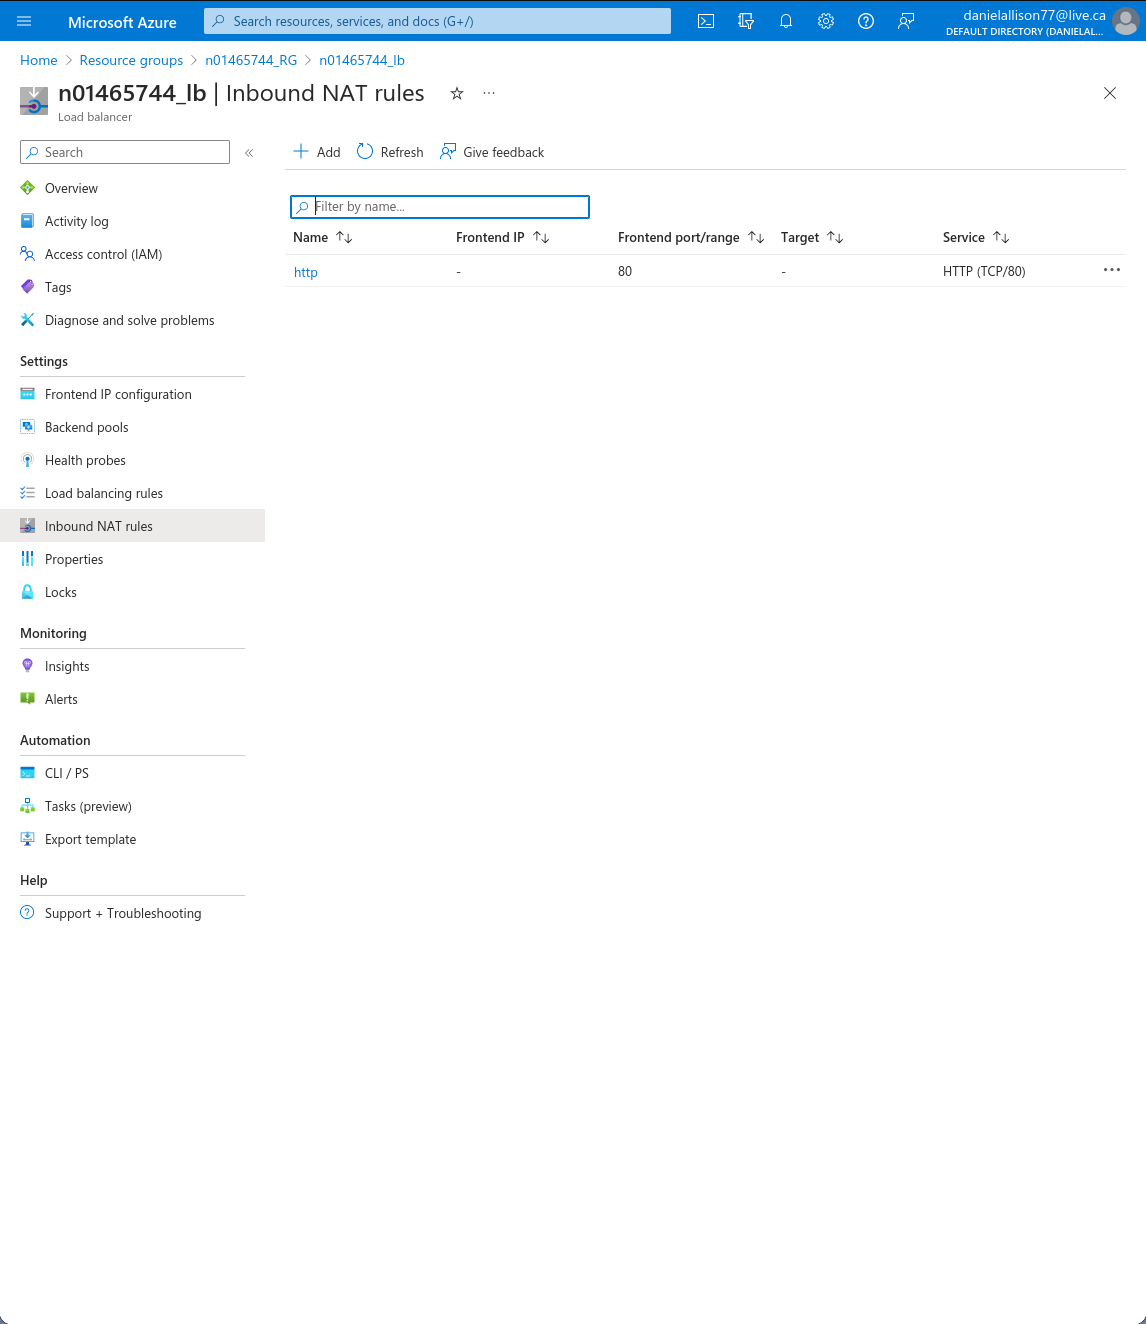 Microsoft Azure
Search resources, services, and docs (G+/)
danielallison77@live.ca
DEFAULT DIRECTORY (DANIELAL...
Home > Resource groups > n01465744_RG > n01465744_lb
n01465744_lb | Inbound NAT rules ...
Load balancer
Search
«
Add
Refresh
Give feedback
Overview
Activity log
Access control (IAM)
Tags
Diagnose and solve problems
Settings
Frontend IP configuration
Backend pools
Health probes
Load balancing rules
Inbound NAT rules
Properties
Locks
Monitoring
Insights
Alerts
Automation
CLI / PS
Tasks (preview)
Export template
Help
Support + Troubleshooting
Filter by name...
Name ↑↓ Frontend IP ↑↓ Frontend port/range ↑↓ Target ↑↓ Service ↑↓
http - 80 - HTTP (TCP/80) ...